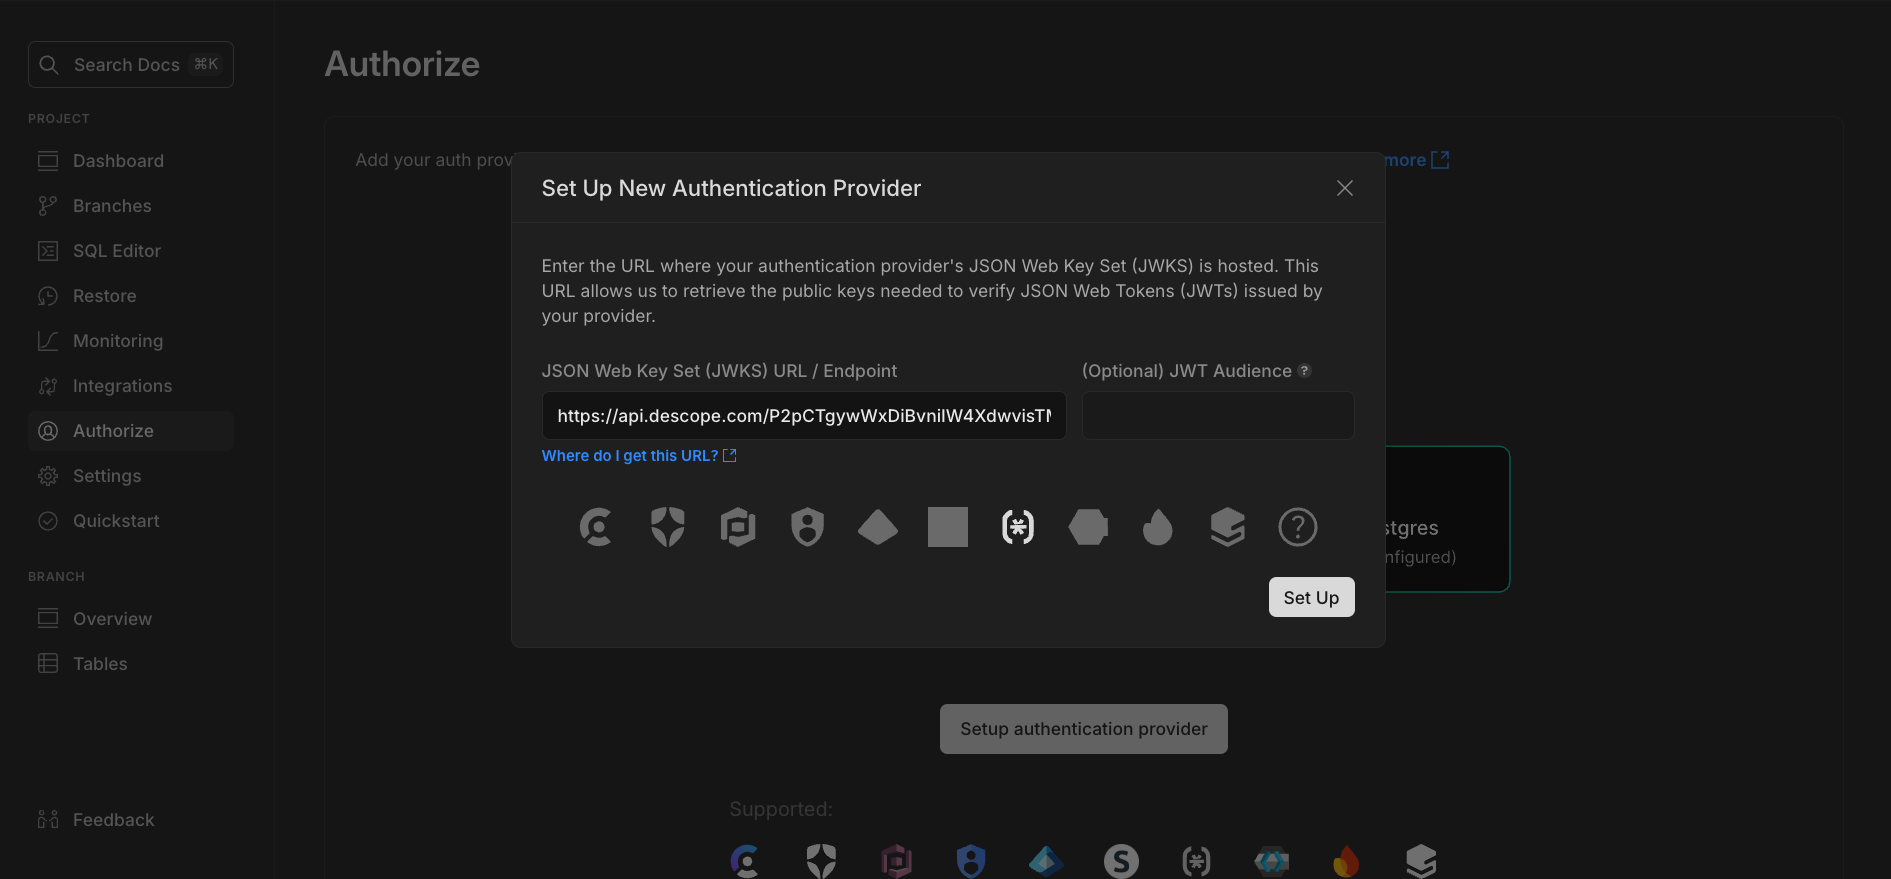 Search Docs ⌘K
PROJECT
Dashboard
Branches
SQL Editor
Restore
Monitoring
Integrations
Authorize
Settings
Quickstart
BRANCH
Overview
Tables
Feedback
Authorize
Add your auth prov
more
Set Up New Authentication Provider
Enter the URL where your authentication provider's JSON Web Key Set (JWKS) is hosted. This
URL allows us to retrieve the public keys needed to verify JSON Web Tokens (JWTs) issued by
your provider.
JSON Web Key Set (JWKS) URL / Endpoint
(Optional) JWT Audience ?
https://api.descope.com/P2pCTgywWxDiBvnilW4XdwvisTM
Where do I get this URL?
?
Set Up
stgres
nfigured)
Setup authentication provider
Supported: